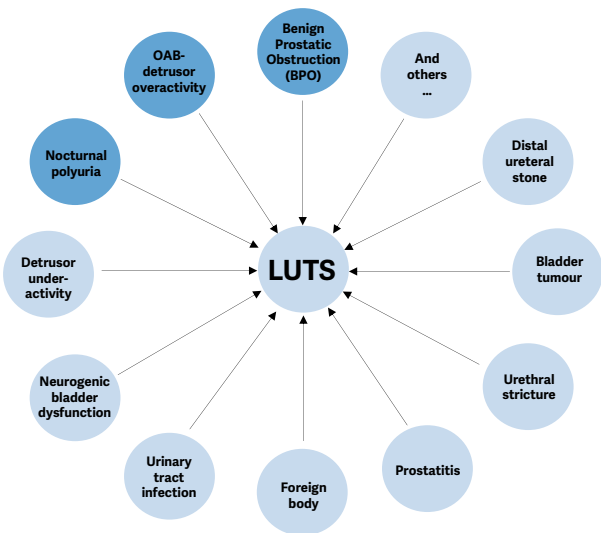 Benign
Prostatic
Obstruction
(BPO)
And
others
...
Distal
ureteral
stone
Bladder
tumour
Urethral
stricture
Prostatitis
Foreign
body
Urinary
tract
infection
Neurogenic
bladder
dysfunction
Detrusor
under-
activity
Nocturnal
polyuria
OAB-
detrusor
overactivity
LUTS